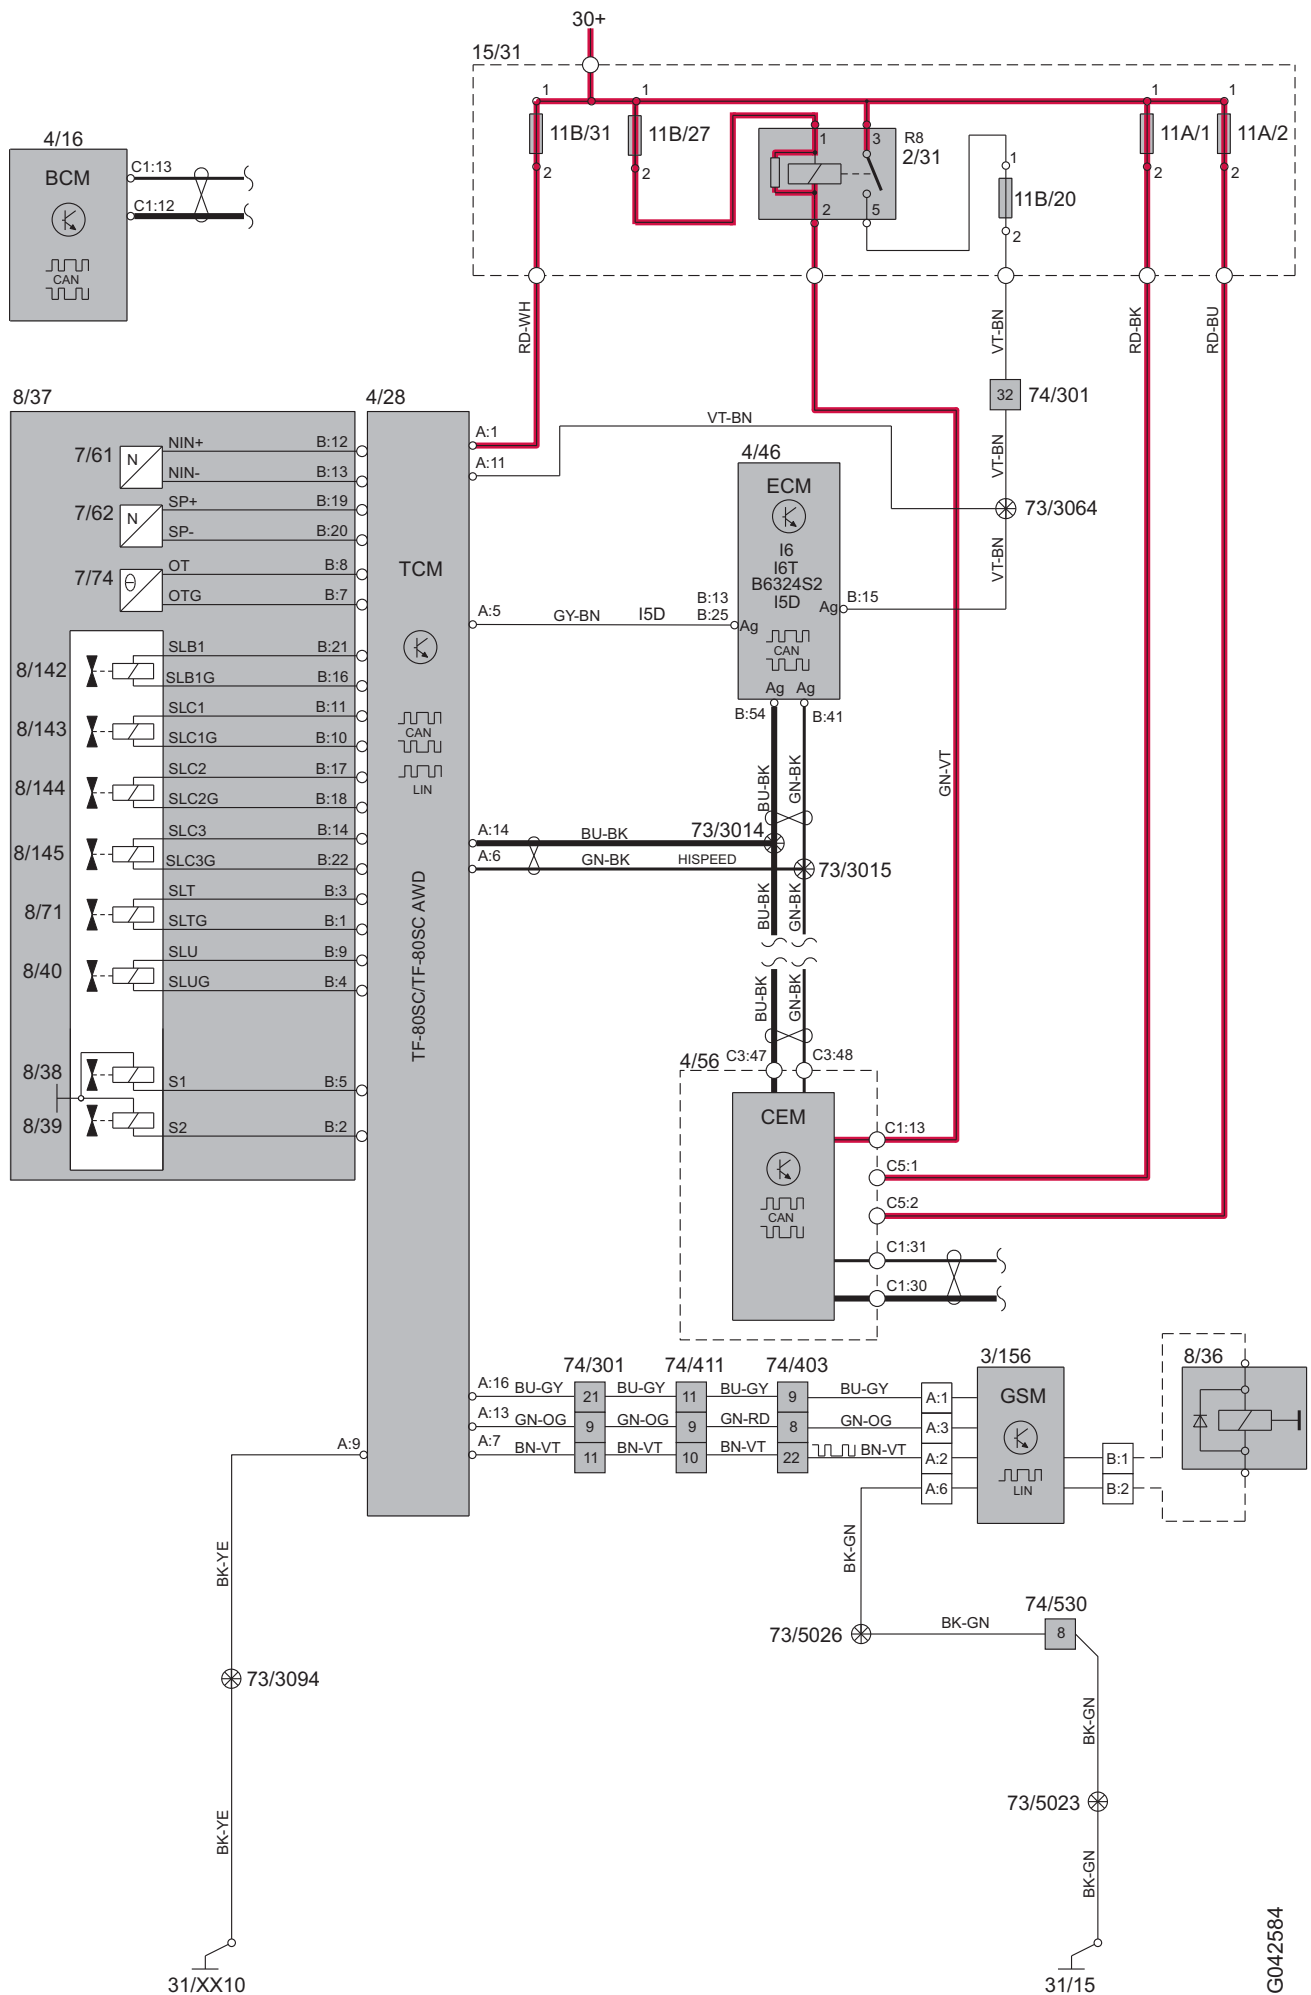 30+
15/31
1 1 1 1
11B/31 11B/27 1 3 R8 2/31 11A/1 11A/2
2 2 2 5 2 2
1
11B/20
2
4/16
BCM
C1:13
C1:12
CAN
RD-WH
VT-BN
RD-BK
RD-BU
32 74/301
VT-BN
73/3064
VT-BN
8/37
4/28
7/61 N NIN+ B:12
NIN- B:13
7/62 N SP+ B:19
SP- B:20
7/74 Θ OT B:8
OTG B:7
8/142 SLB1 B:21
SLB1G B:16
8/143 SLC1 B:11
SLC1G B:10
8/144 SLC2 B:17
SLC2G B:18
8/145 SLC3 B:14
SLC3G B:22
8/71 SLT B:3
SLTG B:1
8/40 SLU B:9
SLUG B:4
8/38 S1 B:5
8/39 S2 B:2
TCM
CAN
LIN
TF-80SC/TF-80SC AWD
A:1
A:11 VT-BN
A:5 GY-BN I5D B:13
B:25
4/46
ECM
I6
I6T
B6324S2
I5D
Ag
Ag B:15
CAN
Ag Ag
B:54 B:41
BU-BK GN-BK
GN-VT
A:14 BU-BK 73/3014
A:6 GN-BK HISPEED 73/3015
BU-BK GN-BK
BU-BK GN-BK
4/56 C3:47 C3:48
CEM
CAN
C1:13
C5:1
C5:2
C1:31
C1:30
74/301 74/411 74/403 3/156 8/36
A:16 BU-GY 21 BU-GY 11 BU-GY 9 BU-GY A:1 GSM
A:13 GN-OG 9 GN-OG 9 GN-RD 8 GN-OG A:3
A:7 BN-VT 11 BN-VT 10 BN-VT 22 BN-VT A:2 B:1
A:6 LIN B:2
A:9
BK-YE
73/3094
BK-YE
31/XX10
BK-GN
73/5026 BK-GN 74/530
8
BK-GN
73/5023
BK-GN
31/15
G042584